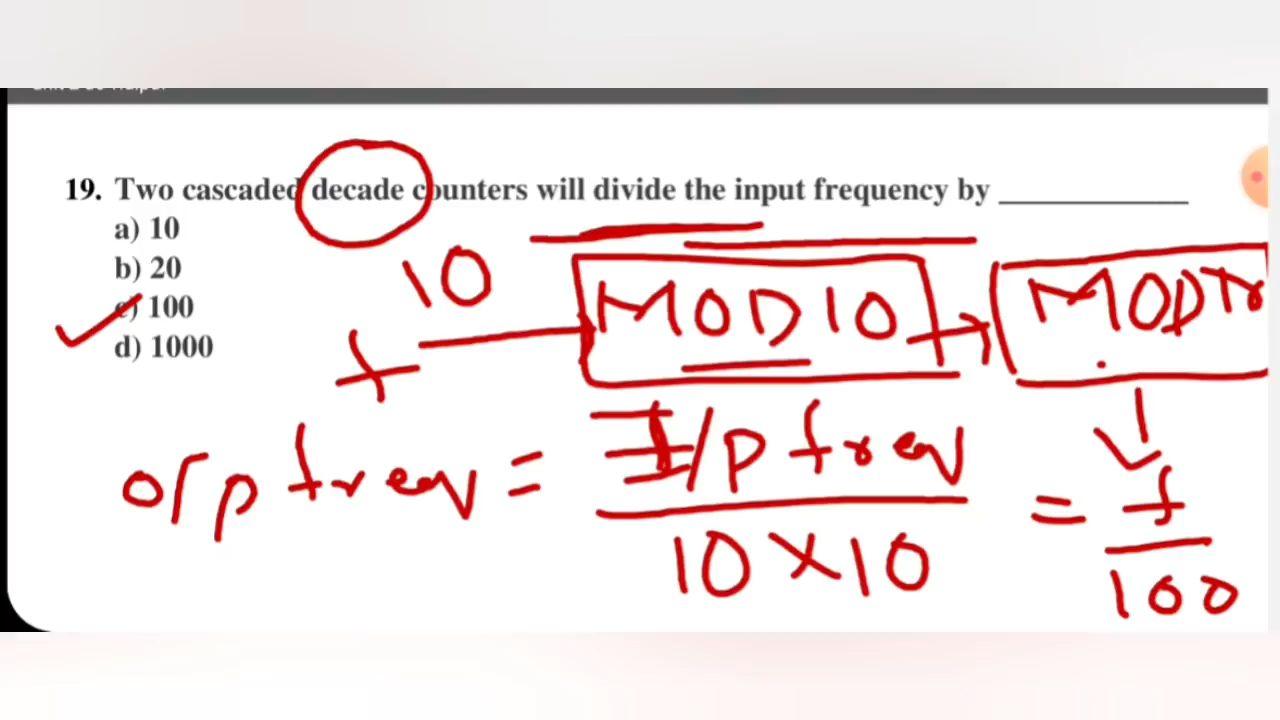 19. Two cascaded decade counters will divide the input frequency by ____________
a) 10
b) 20
c) 100
d) 1000
10
f MOD10 MOD10
o/p freq = I/p freq / 10 × 10 = f / 100